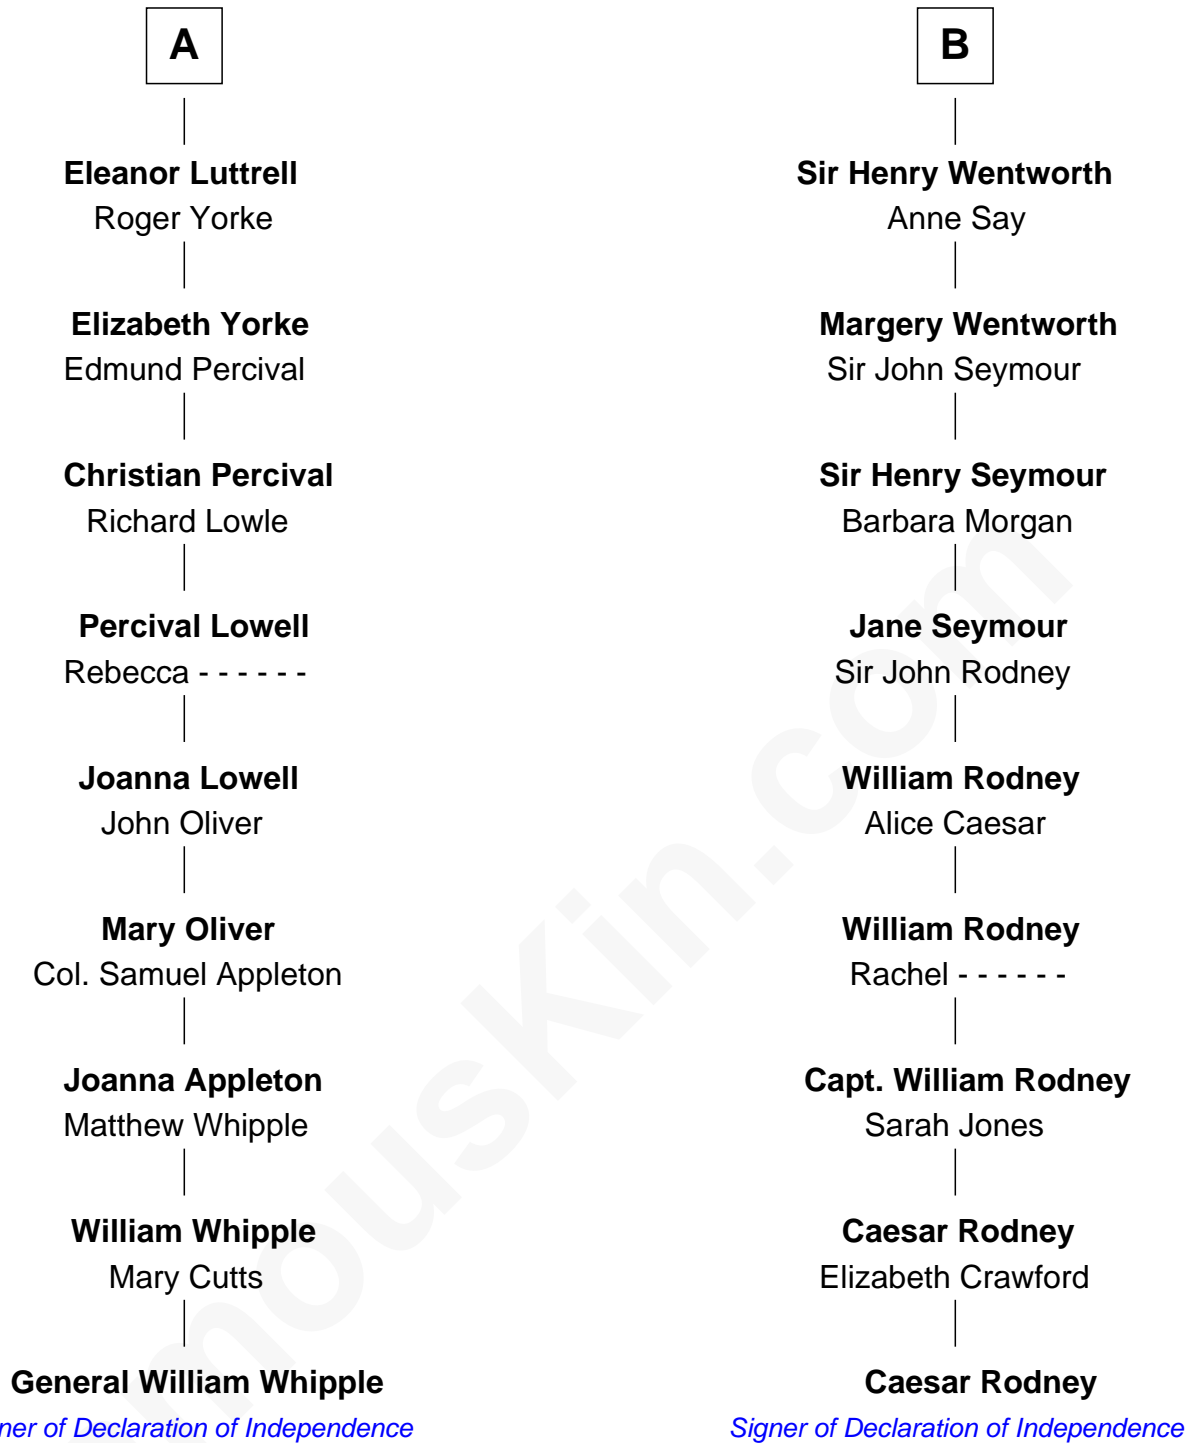 A
Eleanor Luttrell
Roger Yorke
Elizabeth Yorke
Edmund Percival
Christian Percival
Richard Lowle
Percival Lowell
Rebecca - - - - - -
Joanna Lowell
John Oliver
Mary Oliver
Col. Samuel Appleton
Joanna Appleton
Matthew Whipple
William Whipple
Mary Cutts
General William Whipple
ner of Declaration of Independence
B
Sir Henry Wentworth
Anne Say
Margery Wentworth
Sir John Seymour
Sir Henry Seymour
Barbara Morgan
Jane Seymour
Sir John Rodney
William Rodney
Alice Caesar
William Rodney
Rachel - - - - - -
Capt. William Rodney
Sarah Jones
Caesar Rodney
Elizabeth Crawford
Caesar Rodney
Signer of Declaration of Independence
mouskin.com